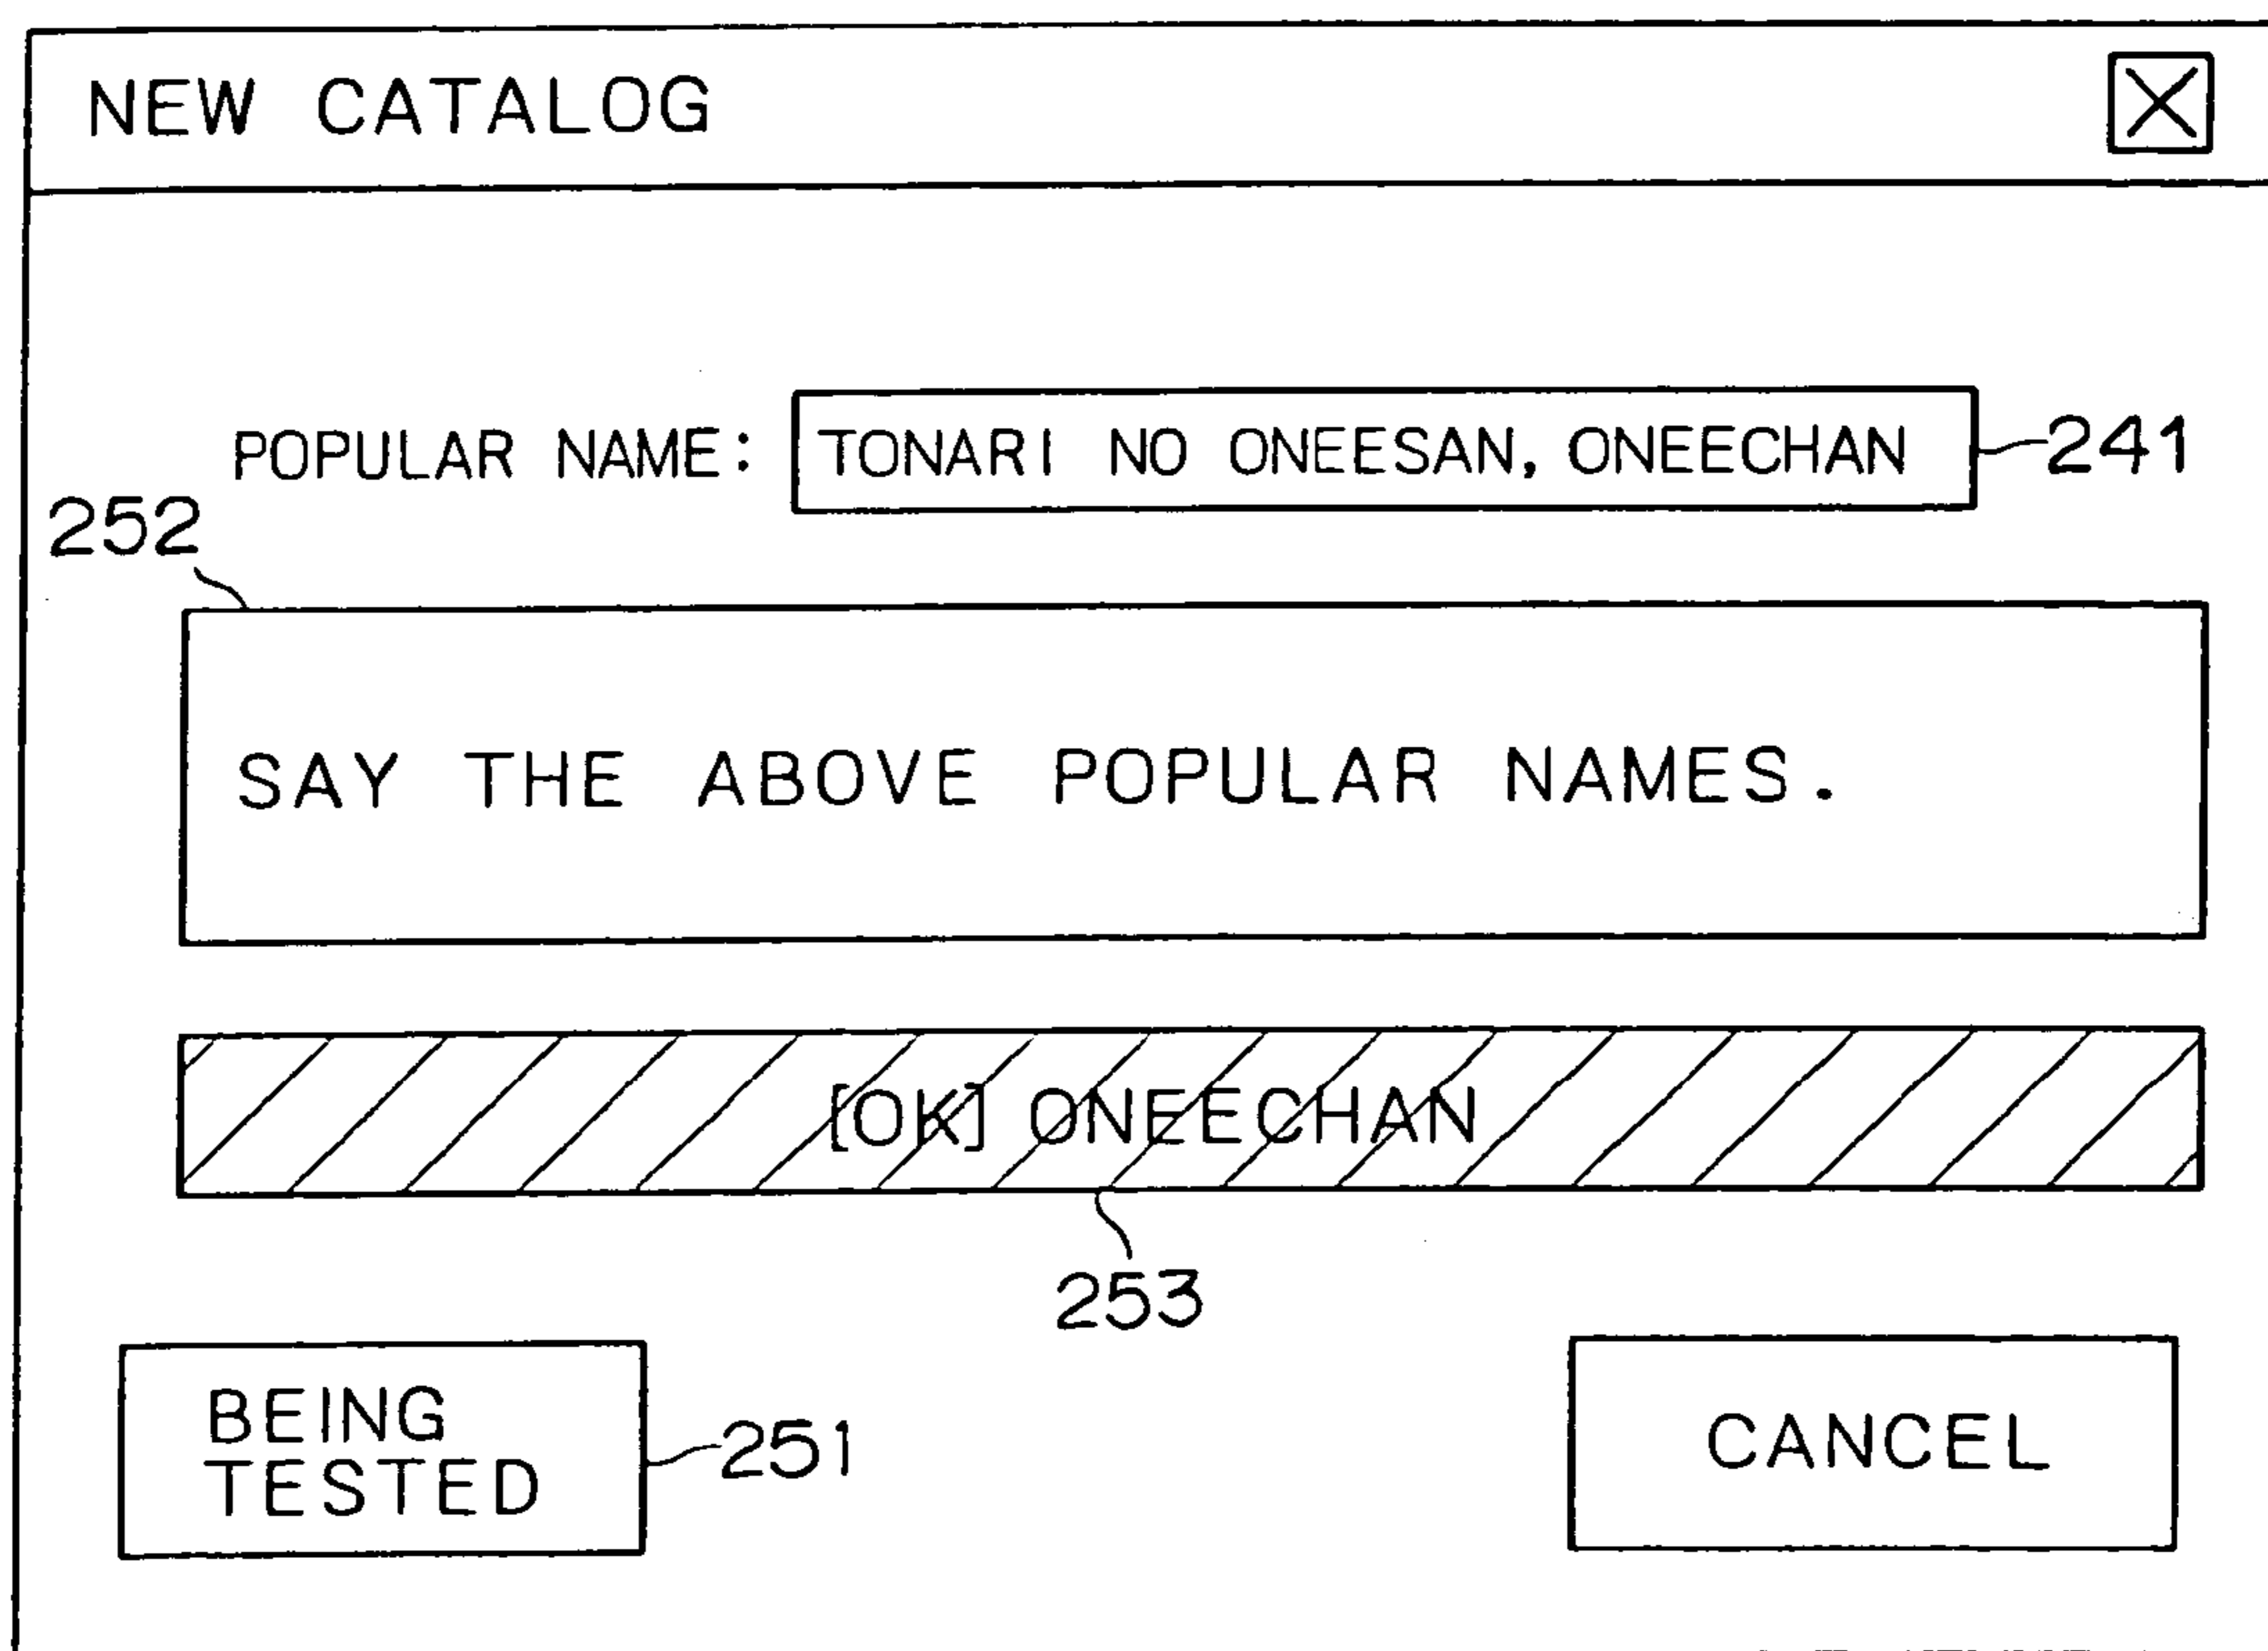 NEW CATALOG
POPULAR NAME: TONARI NO ONEESAN, ONEECHAN 241
252
SAY THE ABOVE POPULAR NAMES.
[OK] ONEECHAN
253
BEING
TESTED
251
CANCEL